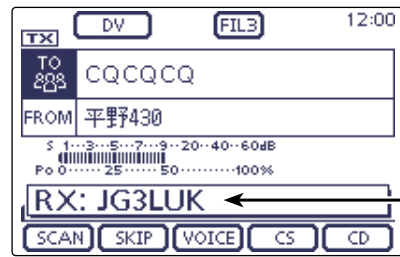 DV FIL3 12:00
TX
TO CQCQCQ
FROM 平野430
S 1··3··5··7··9··20··40··60dB
Po 0······25······50·········100%
RX: JG3LUK
SCAN SKIP VOICE CS CD